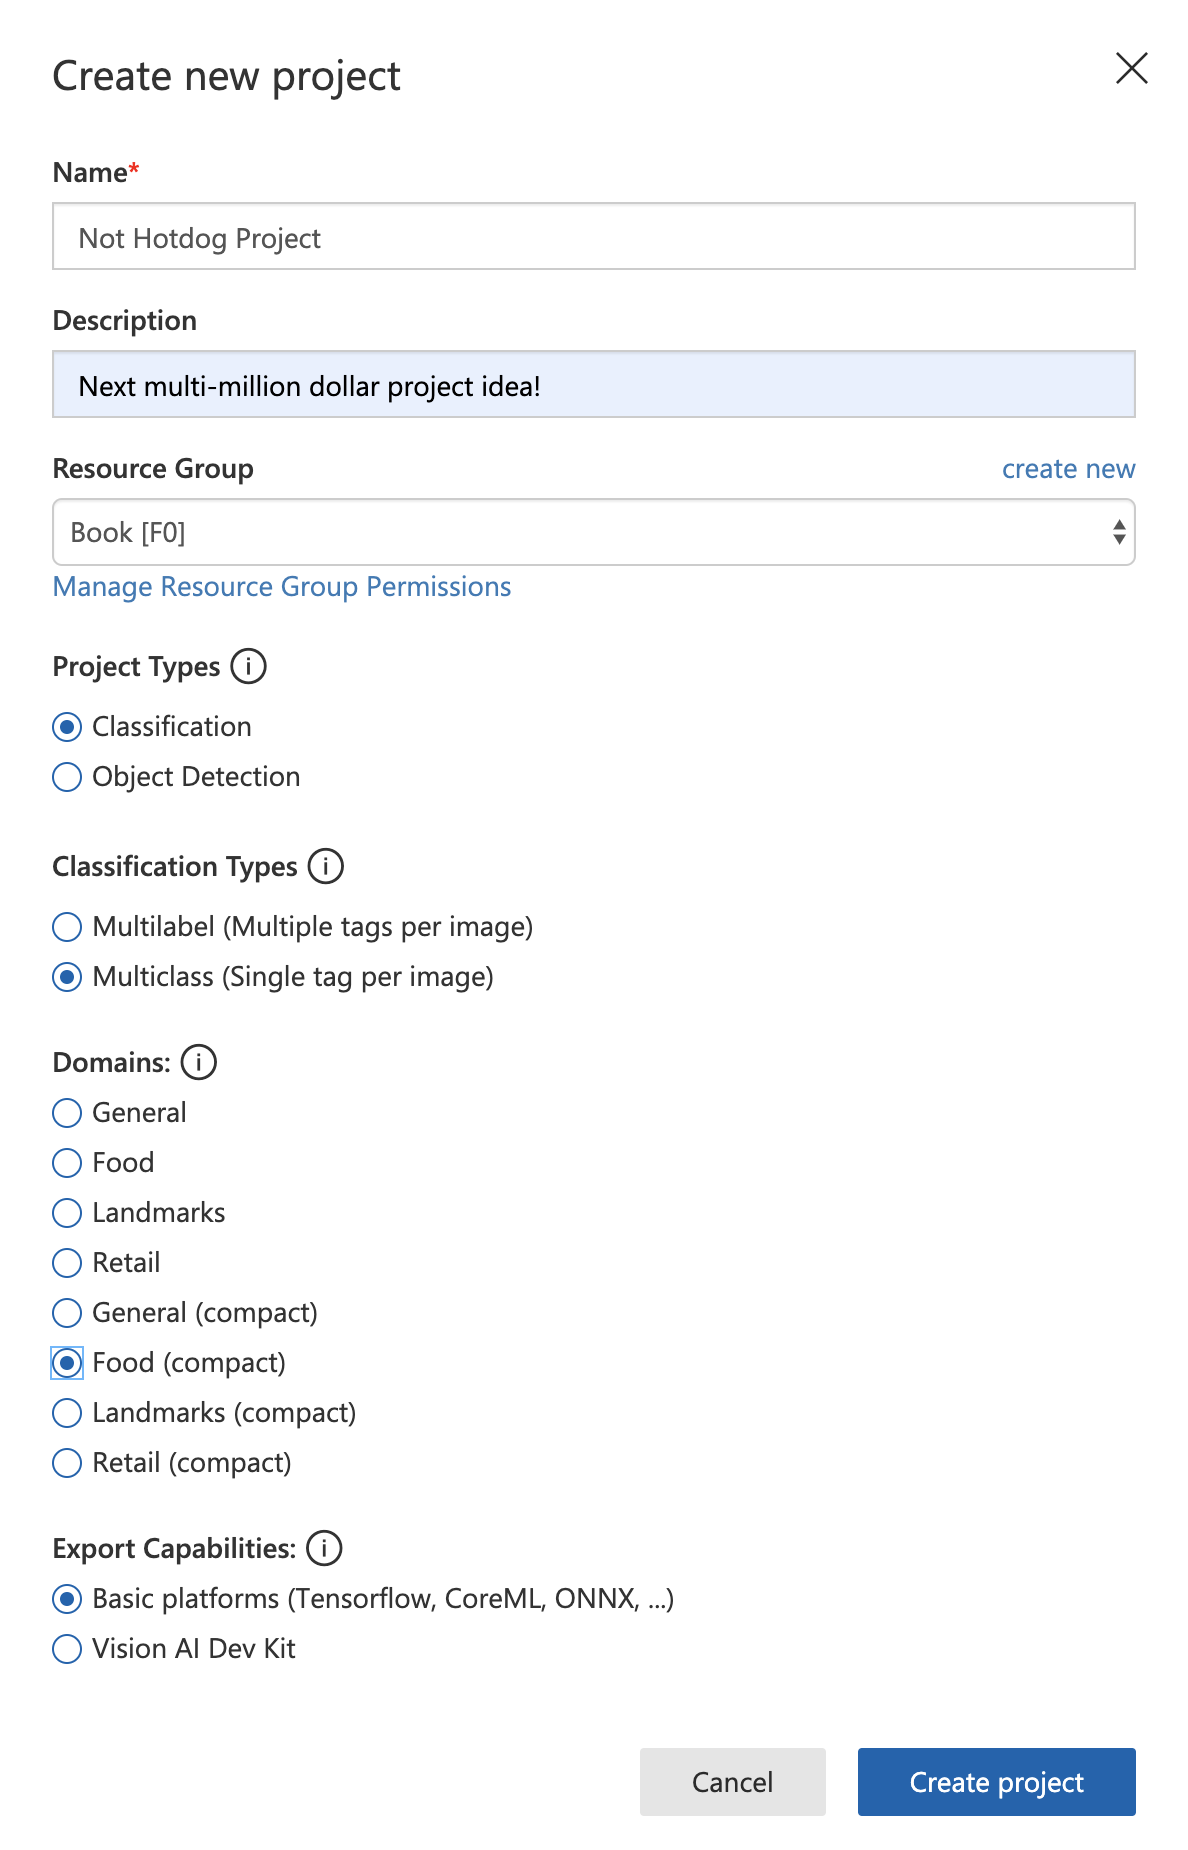 Create new project
Name*
Not Hotdog Project
Description
Next multi-million dollar project idea!
Resource Group
create new
Book [F0]
Manage Resource Group Permissions
Project Types
Classification
Object Detection
Classification Types
Multilabel (Multiple tags per image)
Multiclass (Single tag per image)
Domains:
General
Food
Landmarks
Retail
General (compact)
Food (compact)
Landmarks (compact)
Retail (compact)
Export Capabilities:
Basic platforms (Tensorflow, CoreML, ONNX, ...)
Vision AI Dev Kit
Cancel
Create project